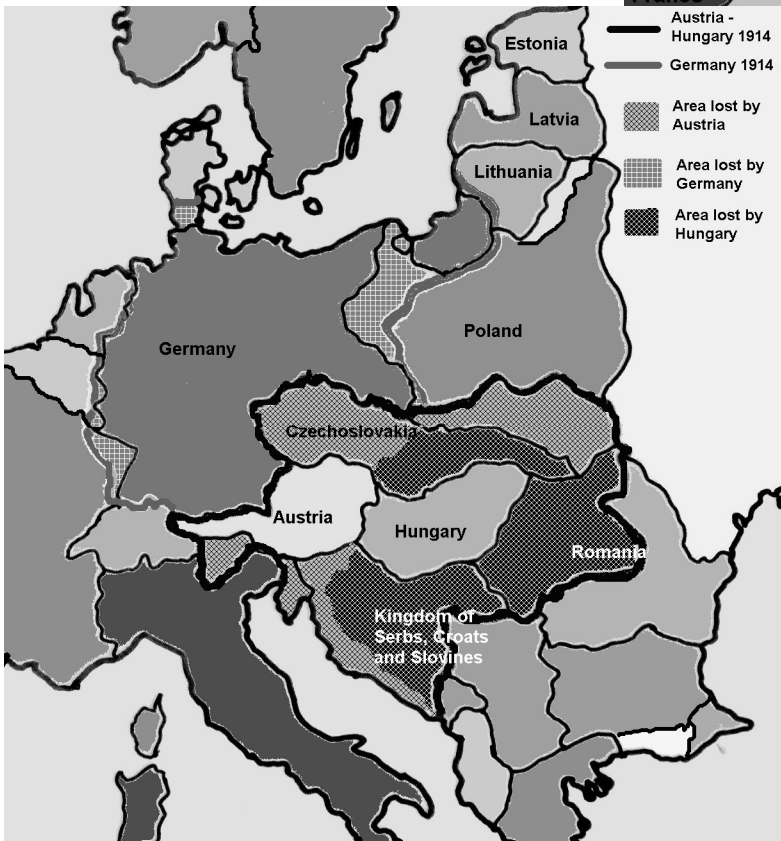 Austria -
Hungary 1914
Germany 1914
Area lost by
Austria
Area lost by
Germany
Area lost by
Hungary
Estonia
Latvia
Lithuania
Poland
Germany
Czechoslovakia
Austria
Hungary
Romania
Kingdom of
Serbs, Croats
and Slovines